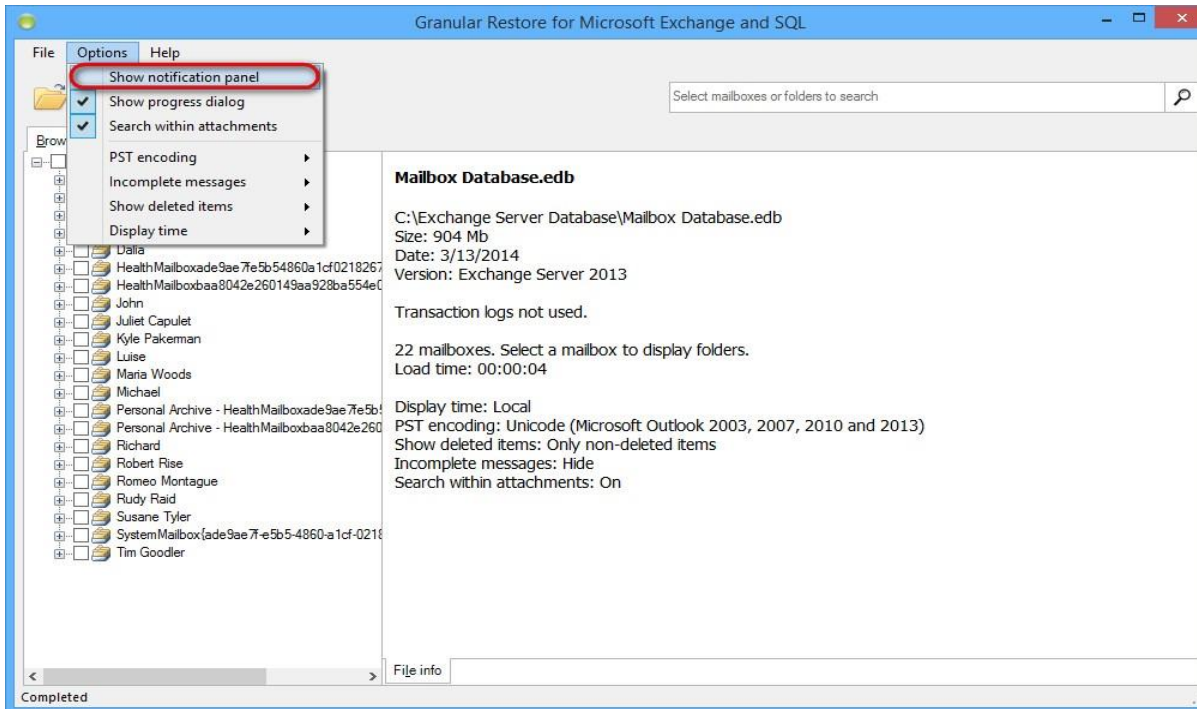 Granular Restore for Microsoft Exchange and SQL
File Options Help
Show notification panel
Show progress dialog
Search within attachments
PST encoding
Incomplete messages
Show deleted items
Display time
Select mailboxes or folders to search
Brow
Dalia
HealthMailboxade9ae7fe5b54860a1cf0218267
HealthMailboxbaa8042e260149aa928ba554e0
John
Juliet Capulet
Kyle Pakerman
Luise
Maria Woods
Michael
Personal Archive - HealthMailboxade9ae7fe5b
Personal Archive - HealthMailboxbaa8042e260
Richard
Robert Rise
Romeo Montague
Rudy Raid
Susane Tyler
SystemMailbox{ade9ae7f-e5b5-4860-a1cf-0218
Tim Goodler
Mailbox Database.edb
C:\Exchange Server Database\Mailbox Database.edb
Size: 904 Mb
Date: 3/13/2014
Version: Exchange Server 2013
Transaction logs not used.
22 mailboxes. Select a mailbox to display folders.
Load time: 00:00:04
Display time: Local
PST encoding: Unicode (Microsoft Outlook 2003, 2007, 2010 and 2013)
Show deleted items: Only non-deleted items
Incomplete messages: Hide
Search within attachments: On
File info
Completed